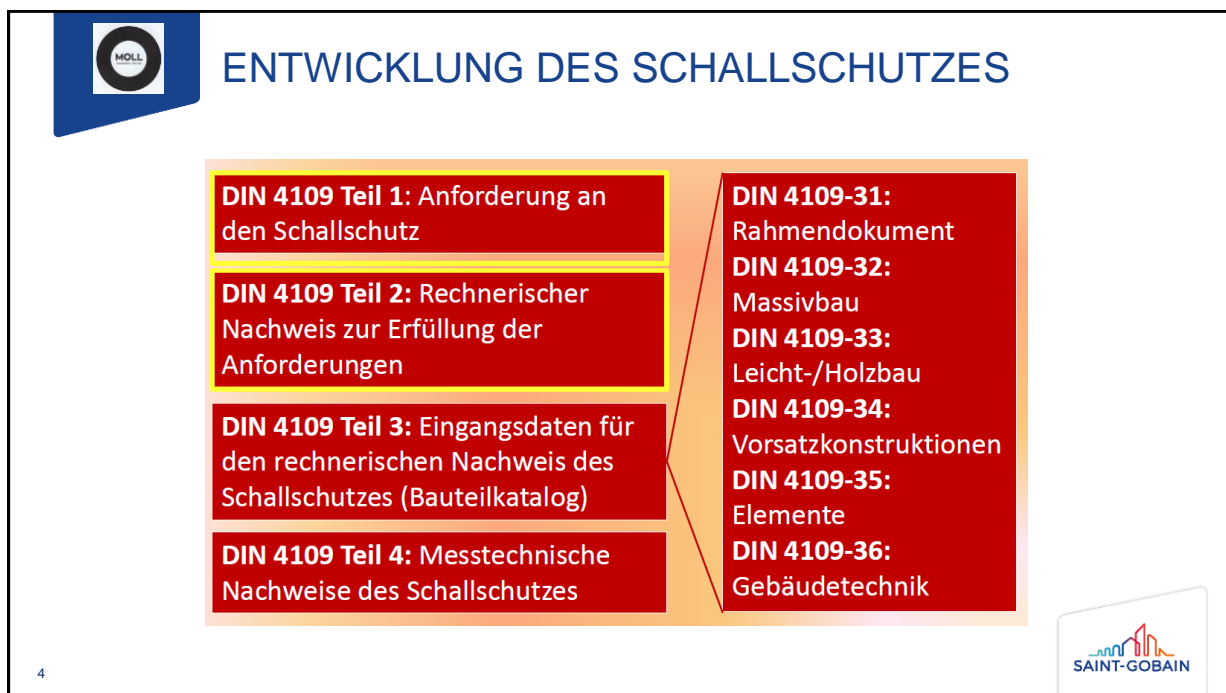 MOLL
ENTWICKLUNG DES SCHALLSCHUTZES
DIN 4109 Teil 1: Anforderung an
den Schallschutz
DIN 4109 Teil 2: Rechnerischer
Nachweis zur Erfüllung der
Anforderungen
DIN 4109 Teil 3: Eingangsdaten für
den rechnerischen Nachweis des
Schallschutzes (Bauteilkatalog)
DIN 4109 Teil 4: Messtechnische
Nachweise des Schallschutzes
DIN 4109-31:
Rahmendokument
DIN 4109-32:
Massivbau
DIN 4109-33:
Leicht-/Holzbau
DIN 4109-34:
Vorsatzkonstruktionen
DIN 4109-35:
Elemente
DIN 4109-36:
Gebäudetechnik
4
SAINT-GOBAIN